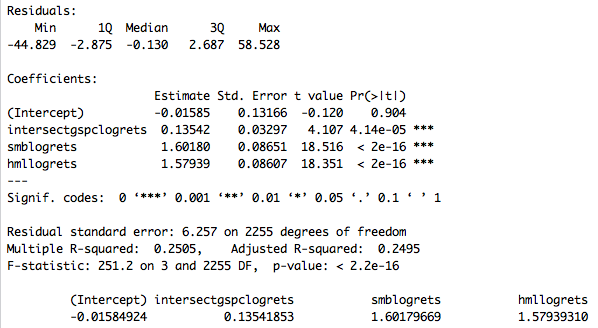 Residuals:
Min 1Q Median 3Q Max
-44.829 -2.875 -0.130 2.687 58.528
Coefficients:
Estimate Std. Error t value Pr(>|t|)
(Intercept) -0.01585 0.13166 -0.120 0.904
intersectgspclogrets 0.13542 0.03297 4.107 4.14e-05 ***
smblogrets 1.60180 0.08651 18.516 < 2e-16 ***
hmllogrets 1.57939 0.08607 18.351 < 2e-16 ***
---
Signif. codes: 0 ‘***’ 0.001 ‘**’ 0.01 ‘*’ 0.05 ‘.’ 0.1 ‘ ’ 1
Residual standard error: 6.257 on 2255 degrees of freedom
Multiple R-squared: 0.2505, Adjusted R-squared: 0.2495
F-statistic: 251.2 on 3 and 2255 DF, p-value: < 2.2e-16
(Intercept) intersectgspclogrets smblogrets hmllogrets
-0.01584924 0.13541853 1.60179669 1.57939310